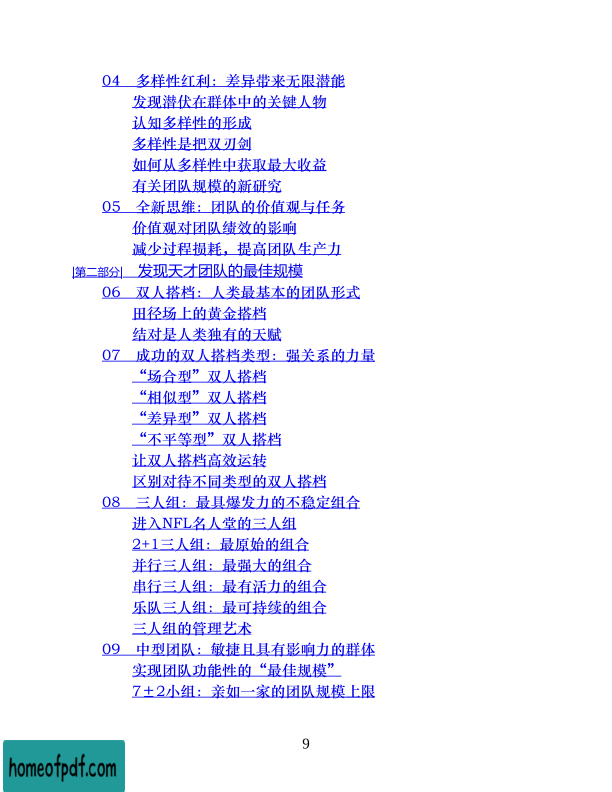 04 多样性红利：差异带来无限潜能
发现潜伏在群体中的关键人物
认知多样性的形成
多样性是把双刃剑
如何从多样性中获取最大收益
有关团队规模的新研究
05 全新思维：团队的价值观与任务
价值观对团队绩效的影响
减少过程损耗，提高团队生产力
|第二部分| 发现天才团队的最佳规模
06 双人搭档：人类最基本的团队形式
田径场上的黄金搭档
结对是人类独有的天赋
07 成功的双人搭档类型：强关系的力量
“场合型”双人搭档
“相似型”双人搭档
“差异型”双人搭档
“不平等型”双人搭档
让双人搭档高效运转
区别对待不同类型的双人搭档
08 三人组：最具爆发力的不稳定组合
进入NFL名人堂的三人组
2+1三人组：最原始的组合
并行三人组：最强大的组合
串行三人组：最有活力的组合
乐队三人组：最可持续的组合
三人组的管理艺术
09 中型团队：敏捷且具有影响力的群体
实现团队功能性的“最佳规模”
7±2小组：亲如一家的团队规模上限
9
homeofpdf.com